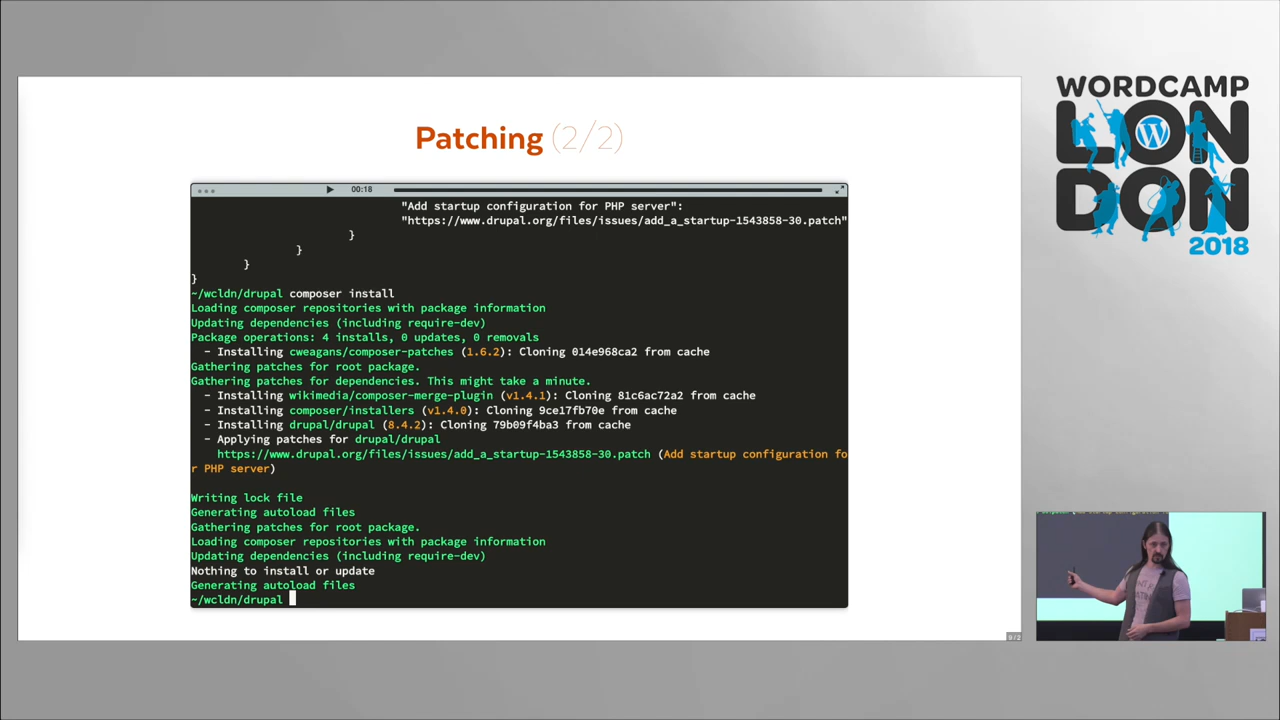 WORDCAMP
LONDON
2018
Patching (2/2)
00:18
"Add startup configuration for PHP server":
"https://www.drupal.org/files/issues/add_a_startup-1543858-30.patch"
}
}
}
}
~/wcldn/drupal composer install
Loading composer repositories with package information
Updating dependencies (including require-dev)
Package operations: 4 installs, 0 updates, 0 removals
- Installing cweagans/composer-patches (1.6.2): Cloning 014e968ca2 from cache
Gathering patches for root package.
Gathering patches for dependencies. This might take a minute.
- Installing wikimedia/composer-merge-plugin (v1.4.1): Cloning 81c6ac72a2 from cache
- Installing composer/installers (v1.4.0): Cloning 9ce17fb70e from cache
- Installing drupal/drupal (8.4.2): Cloning 79b09f4ba3 from cache
- Applying patches for drupal/drupal
https://www.drupal.org/files/issues/add_a_startup-1543858-30.patch (Add startup configuration fo
r PHP server)
Writing lock file
Generating autoload files
Gathering patches for root package.
Loading composer repositories with package information
Updating dependencies (including require-dev)
Nothing to install or update
Generating autoload files
~/wcldn/drupal
9/2